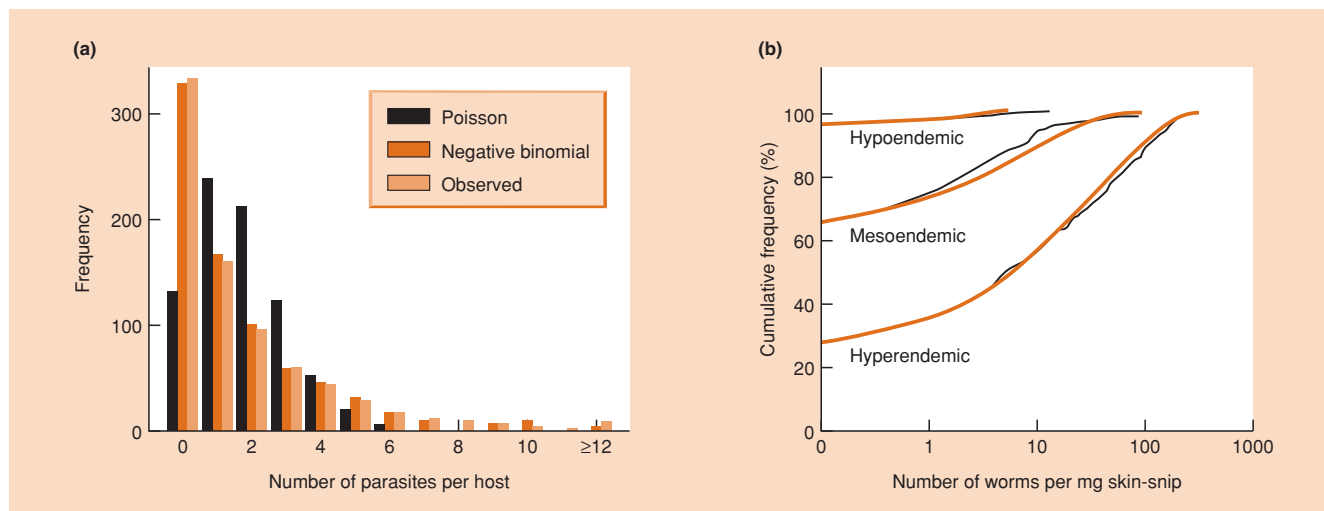 (a)
300
200
100
0
Frequency
Poisson
Negative binomial
Observed
0 2 4 6 8 10 ≥12
Number of parasites per host
(b)
100
80
60
40
20
0
Cumulative frequency (%)
Hypoendemic
Mesoendemic
Hyperendemic
0 1 10 100 1000
Number of worms per mg skin-snip